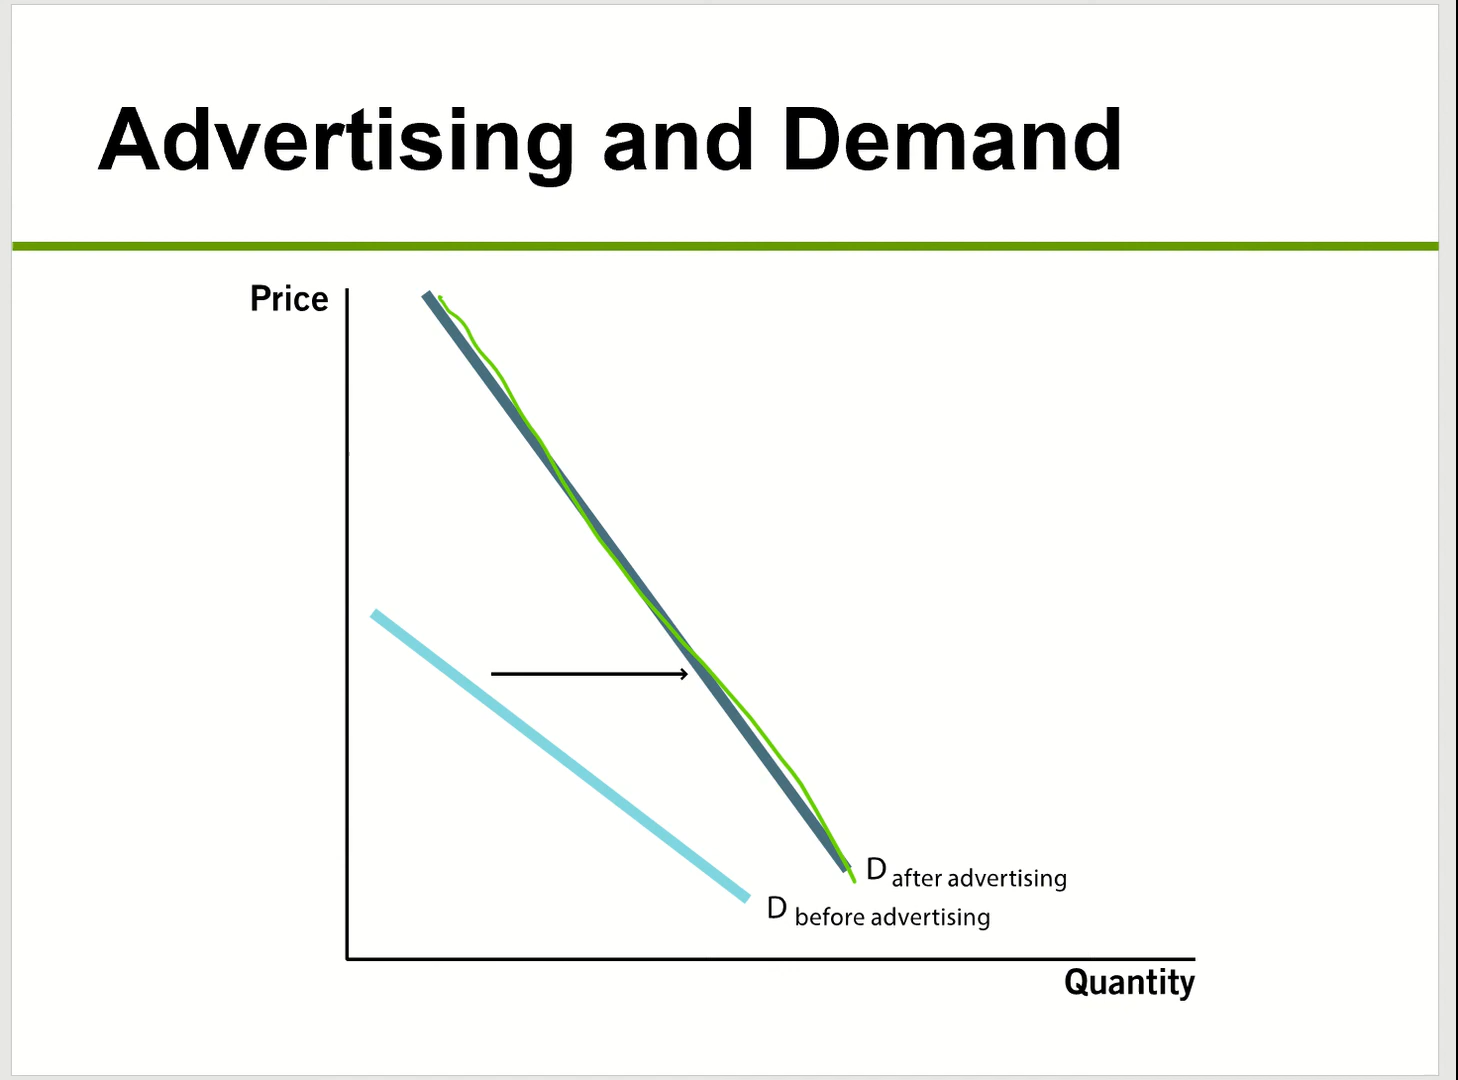 Advertising and Demand
Price
D after advertising
D before advertising
Quantity